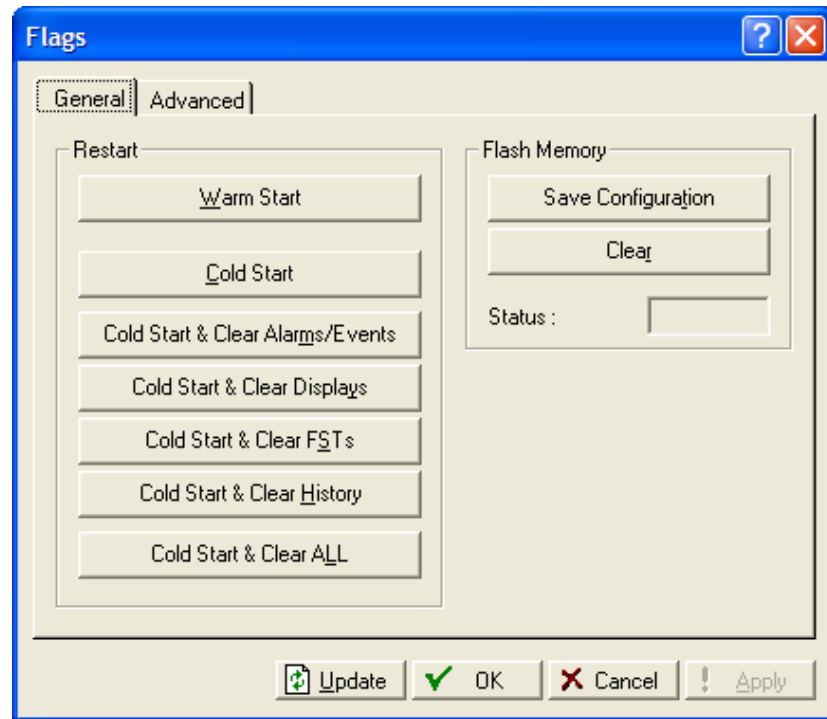 Flags
General
Advanced
Restart
Warm Start
Cold Start
Cold Start & Clear Alarms/Events
Cold Start & Clear Displays
Cold Start & Clear FSTs
Cold Start & Clear History
Cold Start & Clear ALL
Flash Memory
Save Configuration
Clear
Status :
Update
OK
Cancel
Apply